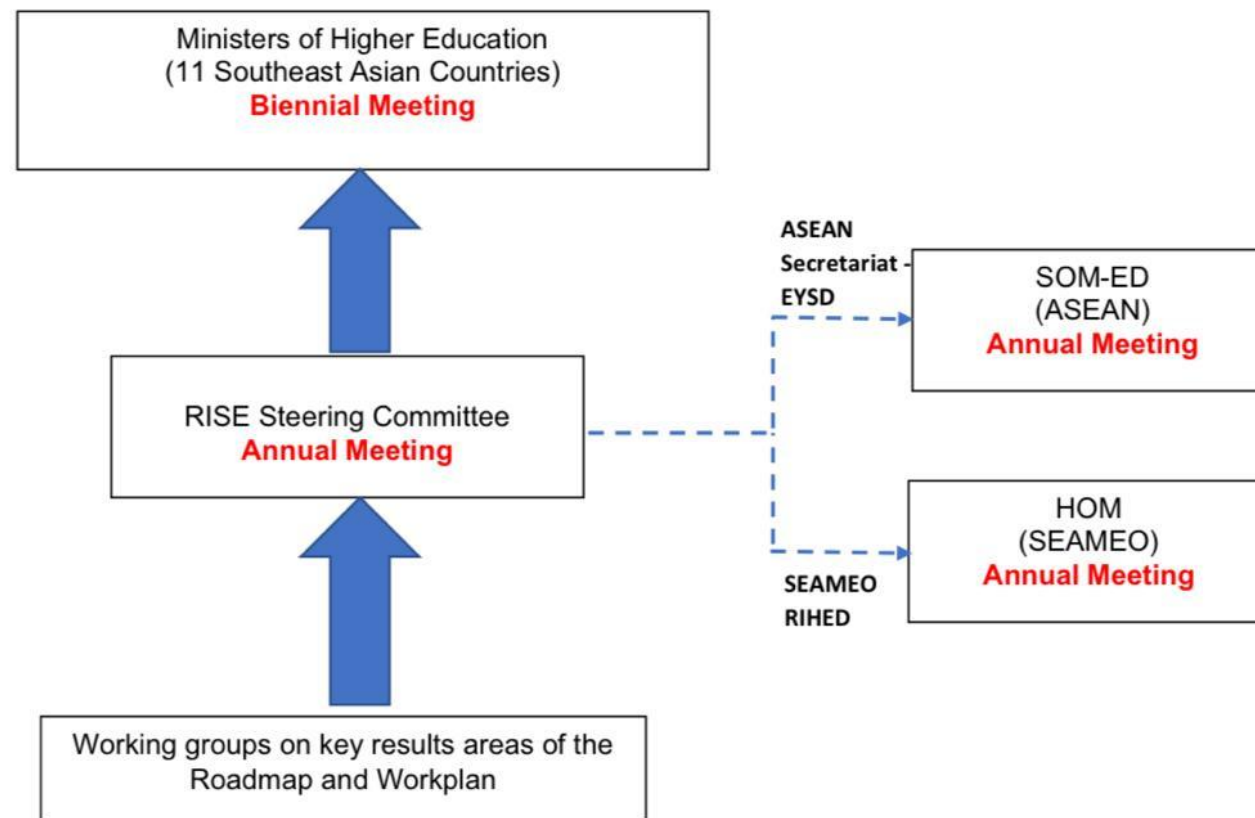 Ministers of Higher Education
(11 Southeast Asian Countries)
Biennial Meeting
ASEAN
Secretariat -
EYSD
SOM-ED
(ASEAN)
Annual Meeting
RISE Steering Committee
Annual Meeting
HOM
(SEAMEO)
Annual Meeting
SEAMEO
RIHED
Working groups on key results areas of the
Roadmap and Workplan